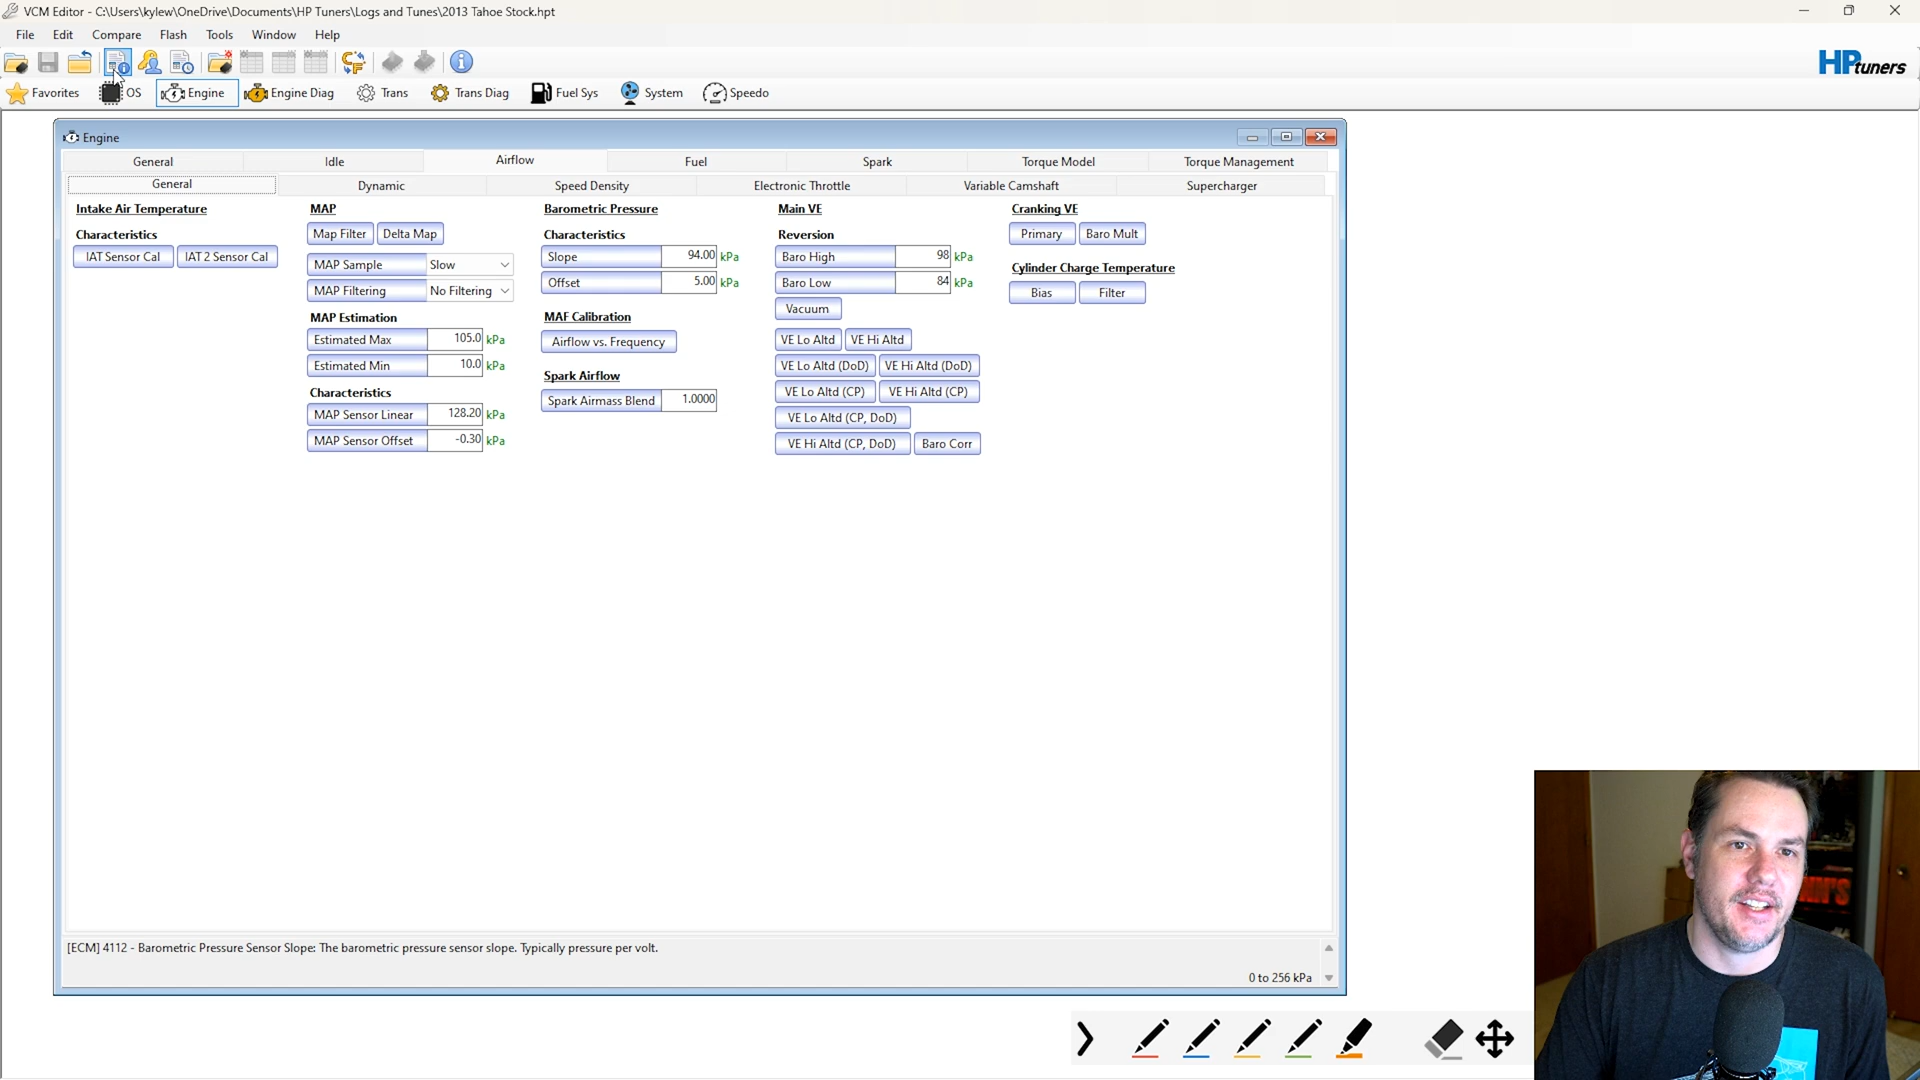 VCM Editor - C:\Users\kylew\OneDrive\Documents\HP Tuners\Logs and Tunes\2013 Tahoe Stock.hpt
File Edit Compare Flash Tools Window Help
HPtuners
Favorites OS Engine Engine Diag Trans Trans Diag Fuel Sys System Speedo
Engine
General Idle Airflow Fuel Spark Torque Model Torque Management
General Dynamic Speed Density Electronic Throttle Variable Camshaft Supercharger
Intake Air Temperature
Characteristics
IAT Sensor Cal IAT 2 Sensor Cal
MAP
Map Filter Delta Map
MAP Sample Slow
MAP Filtering No Filtering
MAP Estimation
Estimated Max 105.0 kPa
Estimated Min 10.0 kPa
Characteristics
MAP Sensor Linear 128.20 kPa
MAP Sensor Offset -0.30 kPa
Barometric Pressure
Characteristics
Slope 94.00 kPa
Offset 5.00 kPa
MAF Calibration
Airflow vs. Frequency
Spark Airflow
Spark Airmass Blend 1.0000
Main VE
Reversion
Baro High 98 kPa
Baro Low 84 kPa
Vacuum
VE Lo Altd VE Hi Altd
VE Lo Altd (DoD) VE Hi Altd (DoD)
VE Lo Altd (CP) VE Hi Altd (CP)
VE Lo Altd (CP, DoD)
VE Hi Altd (CP, DoD) Baro Corr
Cranking VE
Primary Baro Mult
Cylinder Charge Temperature
Bias Filter
[ECM] 4112 - Barometric Pressure Sensor Slope: The barometric pressure sensor slope. Typically pressure per volt.
0 to 256 kPa